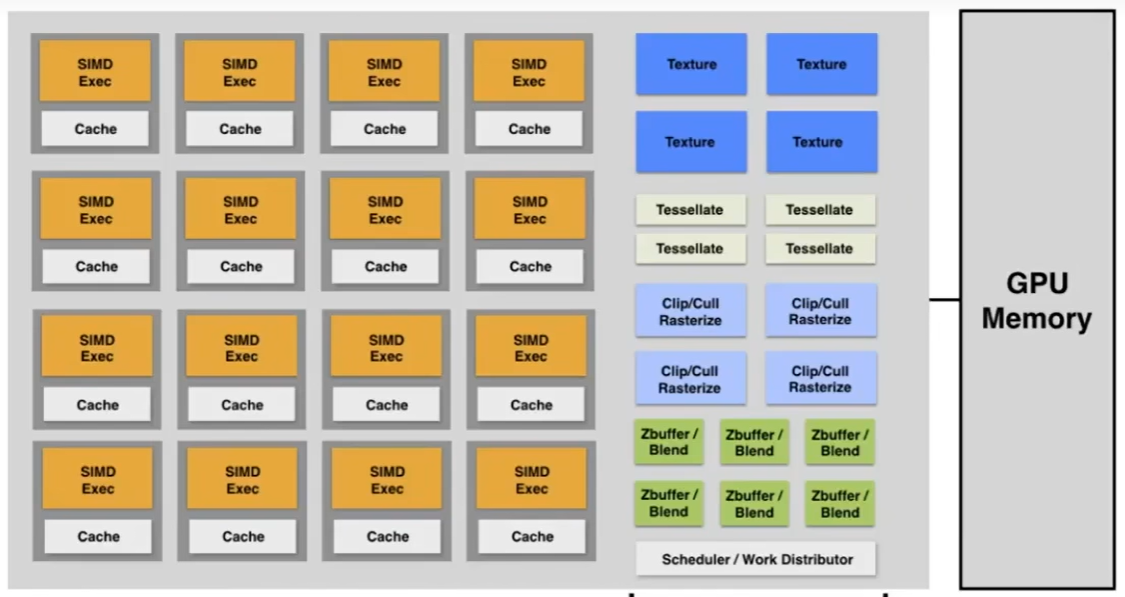 SIMD
Exec
Cache
SIMD
Exec
Cache
SIMD
Exec
Cache
SIMD
Exec
Cache
SIMD
Exec
Cache
SIMD
Exec
Cache
SIMD
Exec
Cache
SIMD
Exec
Cache
SIMD
Exec
Cache
SIMD
Exec
Cache
SIMD
Exec
Cache
SIMD
Exec
Cache
SIMD
Exec
Cache
SIMD
Exec
Cache
SIMD
Exec
Cache
SIMD
Exec
Cache
Texture
Texture
Texture
Texture
Tessellate
Tessellate
Tessellate
Tessellate
Clip/Cull
Rasterize
Clip/Cull
Rasterize
Clip/Cull
Rasterize
Clip/Cull
Rasterize
Zbuffer /
Blend
Zbuffer /
Blend
Zbuffer /
Blend
Zbuffer /
Blend
Zbuffer /
Blend
Zbuffer /
Blend
Scheduler / Work Distributor
GPU
Memory